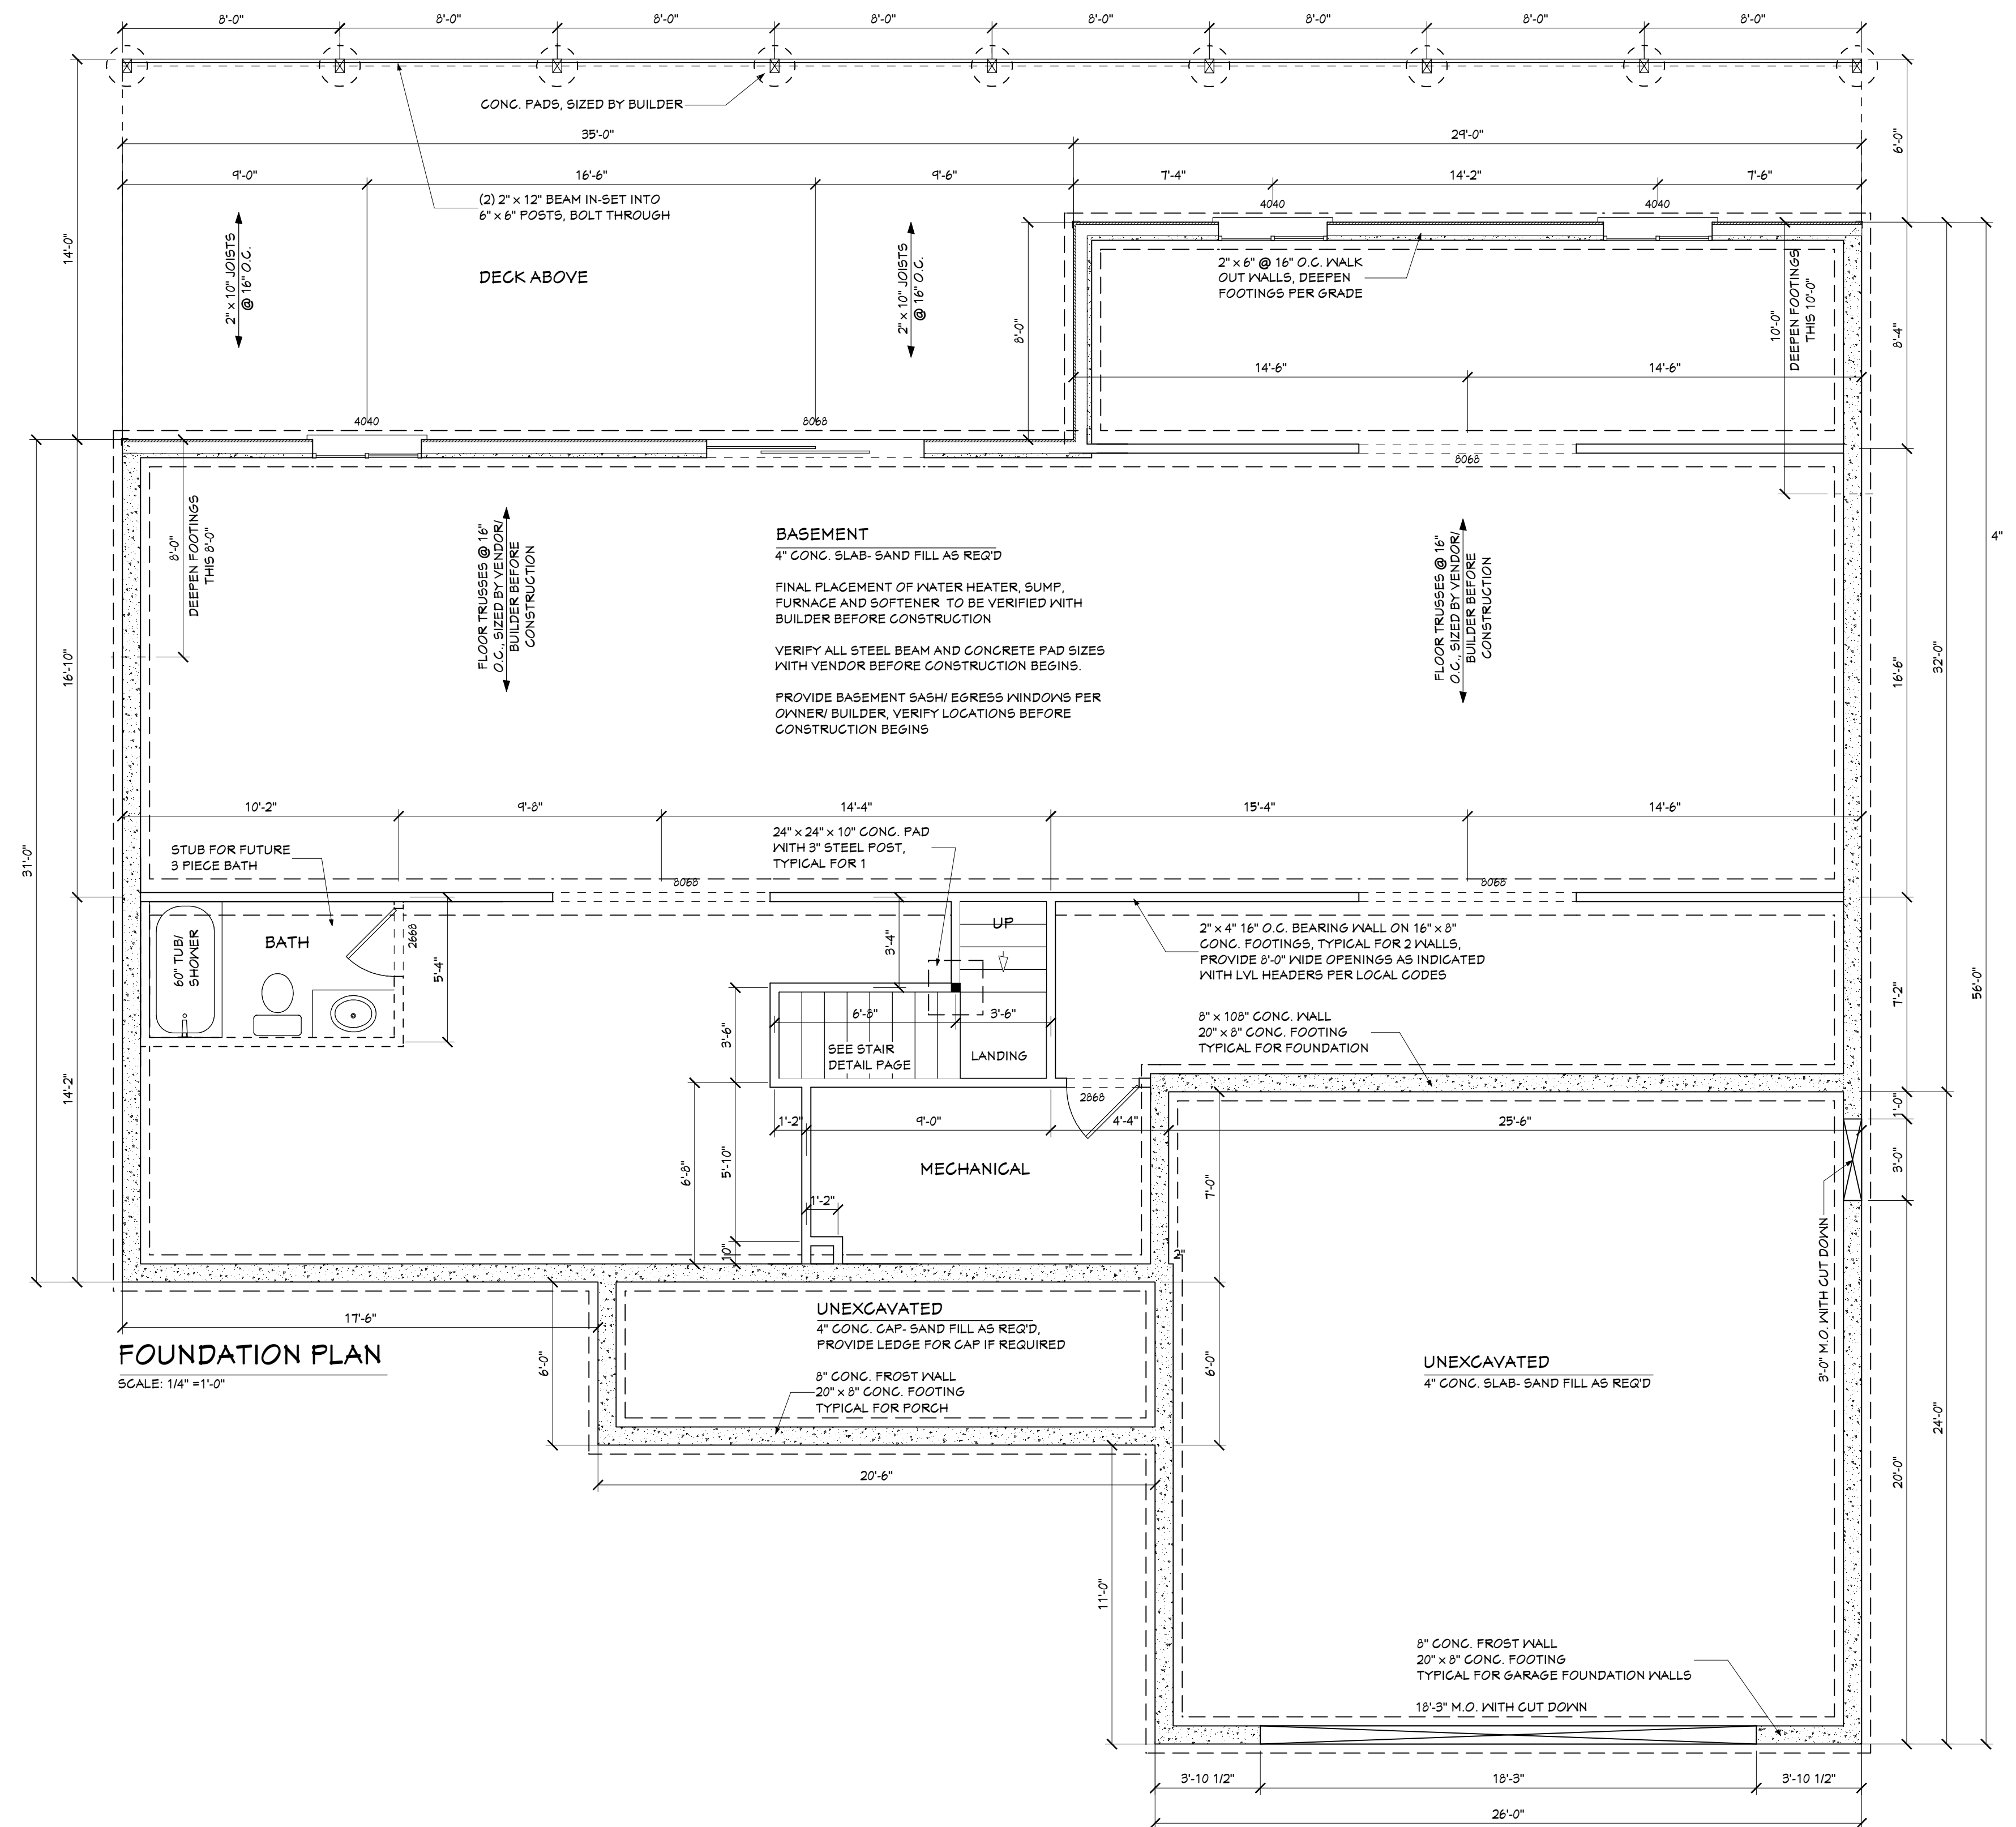 8'-0" 8'-0" 8'-0" 8'-0" 8'-0" 8'-0" 8'-0" 8'-0"
CONC. PADS, SIZED BY BUILDER
35'-0" 29'-0"
6'-0"
9'-0" 16'-6" 9'-6" 7'-4" 14'-2" 7'-6"
(2) 2" x 12" BEAM IN-SET INTO
6" x 6" POSTS, BOLT THROUGH
4040 4040
14'-0"
2" x 10" JOISTS
@ 16" O.C.
DECK ABOVE
2" x 10" JOISTS
@ 16" O.C.
8'-0"
2" x 6" @ 16" O.C. WALK
OUT WALLS, DEEPEN
FOOTINGS PER GRADE
10'-0"
DEEPEN FOOTINGS
THIS 10'-0"
8'-4"
14'-6" 14'-6"
4040 8068
8068
8'-0"
DEEPEN FOOTINGS
THIS 8'-0"
FLOOR TRUSSES @ 16"
O.C., SIZED BY VENDOR/
BUILDER BEFORE
CONSTRUCTION
BASEMENT
4" CONC. SLAB- SAND FILL AS REQ'D
FINAL PLACEMENT OF WATER HEATER, SUMP,
FURNACE AND SOFTENER TO BE VERIFIED WITH
BUILDER BEFORE CONSTRUCTION
VERIFY ALL STEEL BEAM AND CONCRETE PAD SIZES
WITH VENDOR BEFORE CONSTRUCTION BEGINS.
PROVIDE BASEMENT SASH/ EGRESS WINDOWS PER
OWNER/ BUILDER, VERIFY LOCATIONS BEFORE
CONSTRUCTION BEGINS
FLOOR TRUSSES @ 16"
O.C., SIZED BY VENDOR/
BUILDER BEFORE
CONSTRUCTION
4"
16'-10"
16'-6"
32'-0"
31'-0"
10'-2" 9'-8" 14'-4" 15'-4" 14'-6"
STUB FOR FUTURE
3 PIECE BATH
24" x 24" x 10" CONC. PAD
WITH 3" STEEL POST,
TYPICAL FOR 1
8068 8068
60" TUB/
SHOWER
BATH
2668
5'-4"
3'-4"
UP
2" x 4" 16" O.C. BEARING WALL ON 16" x 8"
CONC. FOOTINGS, TYPICAL FOR 2 WALLS,
PROVIDE 8'-0" WIDE OPENINGS AS INDICATED
WITH LVL HEADERS PER LOCAL CODES
7'-2"
56'-0"
3'-6"
6'-8" 3'-6"
SEE STAIR
DETAIL PAGE
LANDING
8" x 108" CONC. WALL
20" x 8" CONC. FOOTING
TYPICAL FOR FOUNDATION
14'-2"
2868
1'-0"
1'-2" 9'-0" 4'-4" 25'-6"
6'-8"
5'-10"
MECHANICAL
7'-0"
3'-0"
1'-2"
10"
2"
3'-0" M.O. WITH CUT DOWN
17'-6"
UNEXCAVATED
4" CONC. CAP- SAND FILL AS REQ'D,
PROVIDE LEDGE FOR CAP IF REQUIRED
8" CONC. FROST WALL
20" x 8" CONC. FOOTING
TYPICAL FOR PORCH
6'-0"
6'-0"
FOUNDATION PLAN
SCALE: 1/4" =1'-0"
UNEXCAVATED
4" CONC. SLAB- SAND FILL AS REQ'D
24'-0"
20'-0"
20'-6"
11'-0"
8" CONC. FROST WALL
20" x 8" CONC. FOOTING
TYPICAL FOR GARAGE FOUNDATION WALLS
18'-3" M.O. WITH CUT DOWN
3'-10 1/2" 18'-3" 3'-10 1/2"
26'-0"